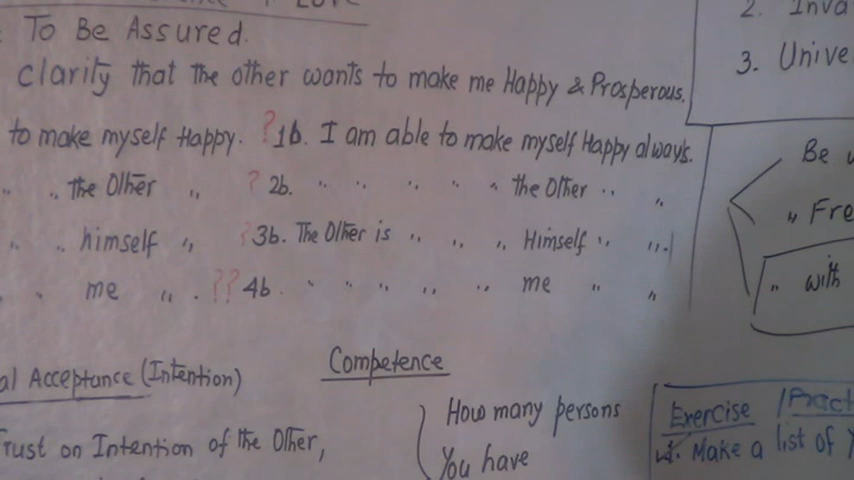 LOVE
To Be Assured.
clarity that the other wants to make me Happy & Prosperous.
to make myself Happy. ? 1b. I am able to make myself Happy always.
" " the Other " ? 2b. " " " " " the Other " "
" " himself " ? 3b. The Other is " " " Himself " "
" " me " . ?? 4b. " " " " " me " "
al Acceptance (Intention)
Trust on Intention of the Other,
Competence
How many persons
You have
2. Inva
3. Unive
Be
" Fre
" with
Exercise / Pract
Make a list of